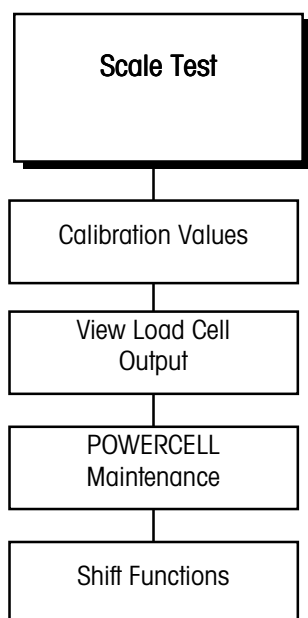 Scale Test
Calibration Values
View Load Cell
Output
POWERCELL
Maintenance
Shift Functions